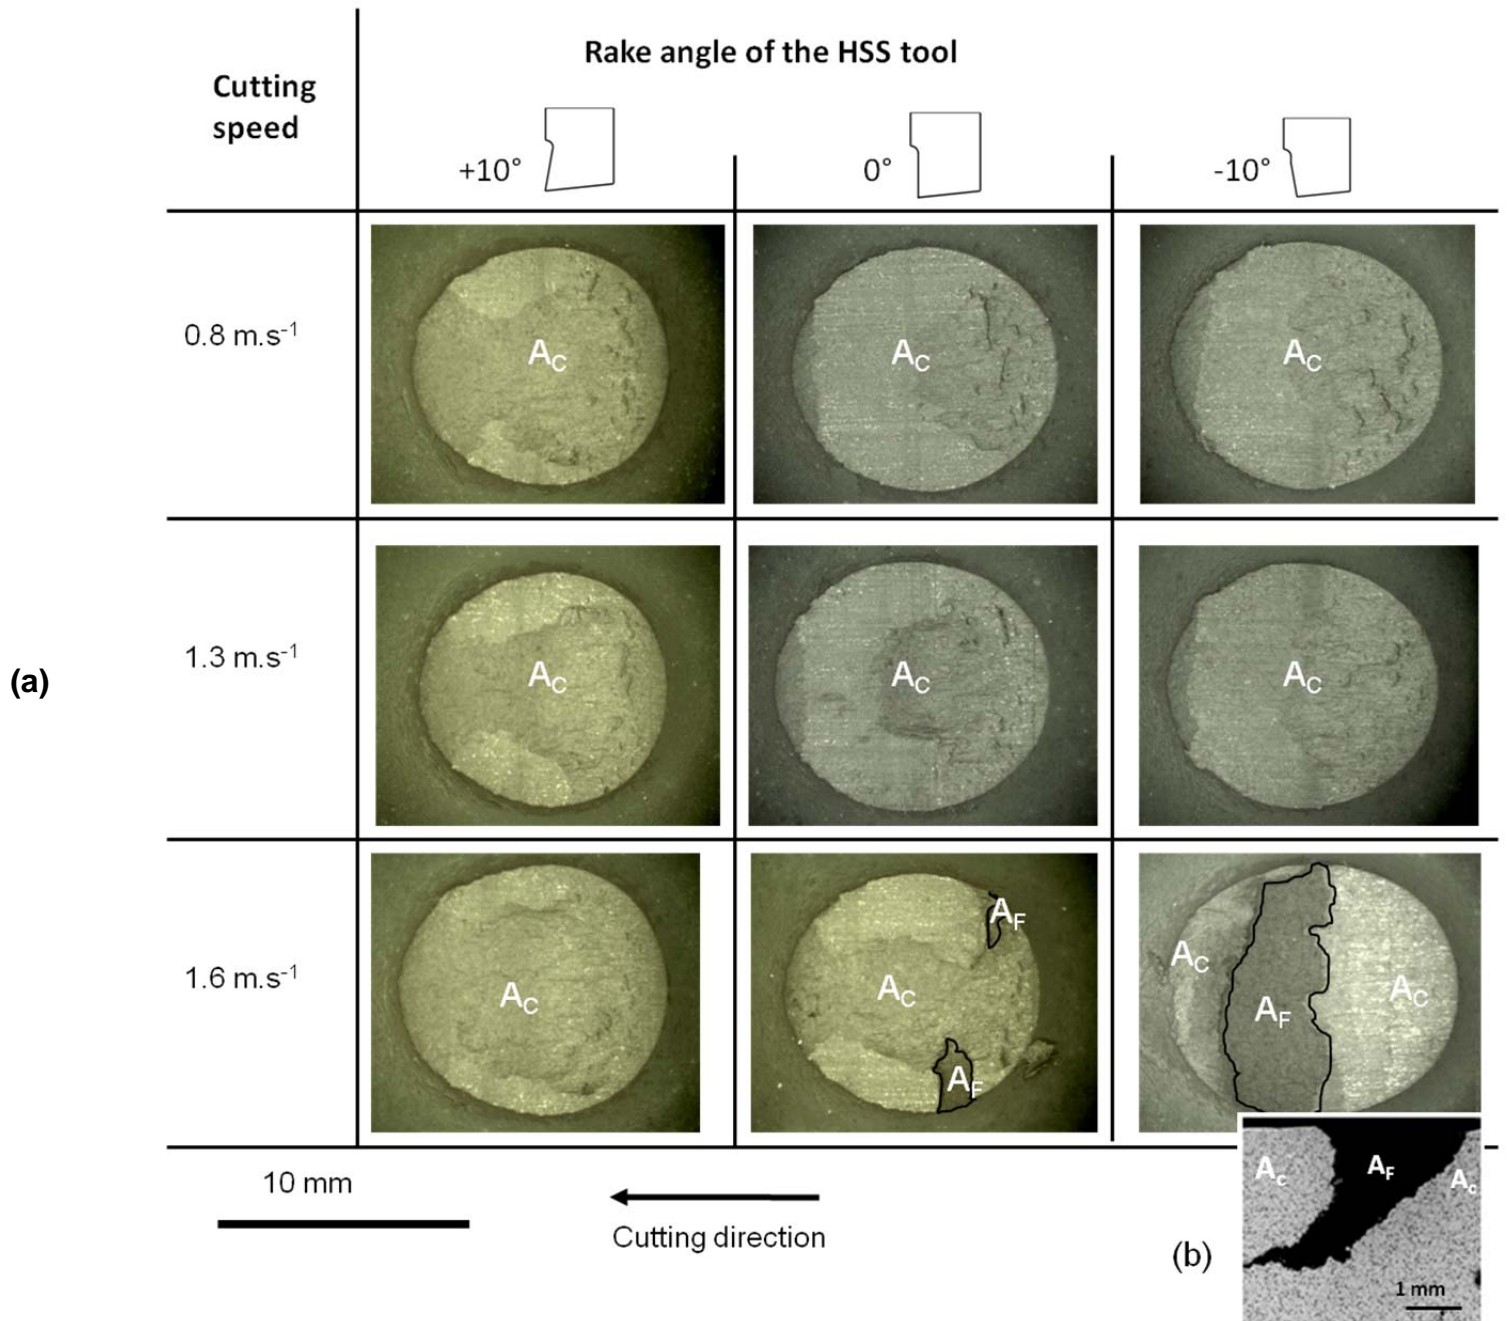 Rake angle of the HSS tool
Cutting
speed
+10°
0°
-10°
0.8 m.s-1
AC
AC
AC
(a)
1.3 m.s-1
AC
AC
AC
1.6 m.s-1
AC
AC
AF
AF
AC
AF
AC
10 mm
Cutting direction
(b)
Ac
AF
Ac
1 mm